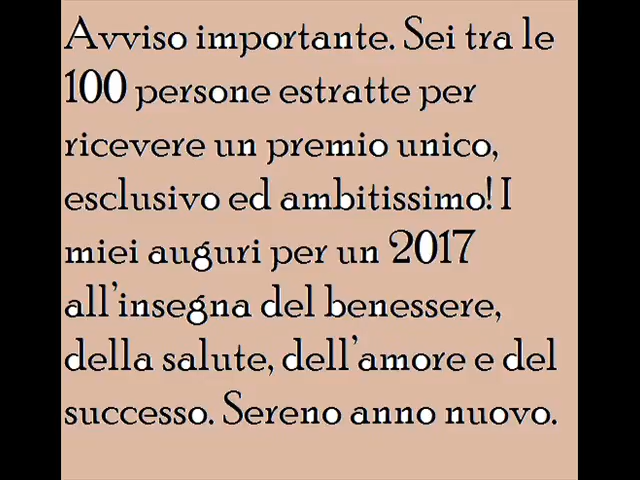 Avviso importante. Sei tra le
100 persone estratte per
ricevere un premio unico,
esclusivo ed ambitissimo! I
miei auguri per un 2017
all'insegna del benessere,
della salute, dell'amore e del
successo. Sereno anno nuovo.